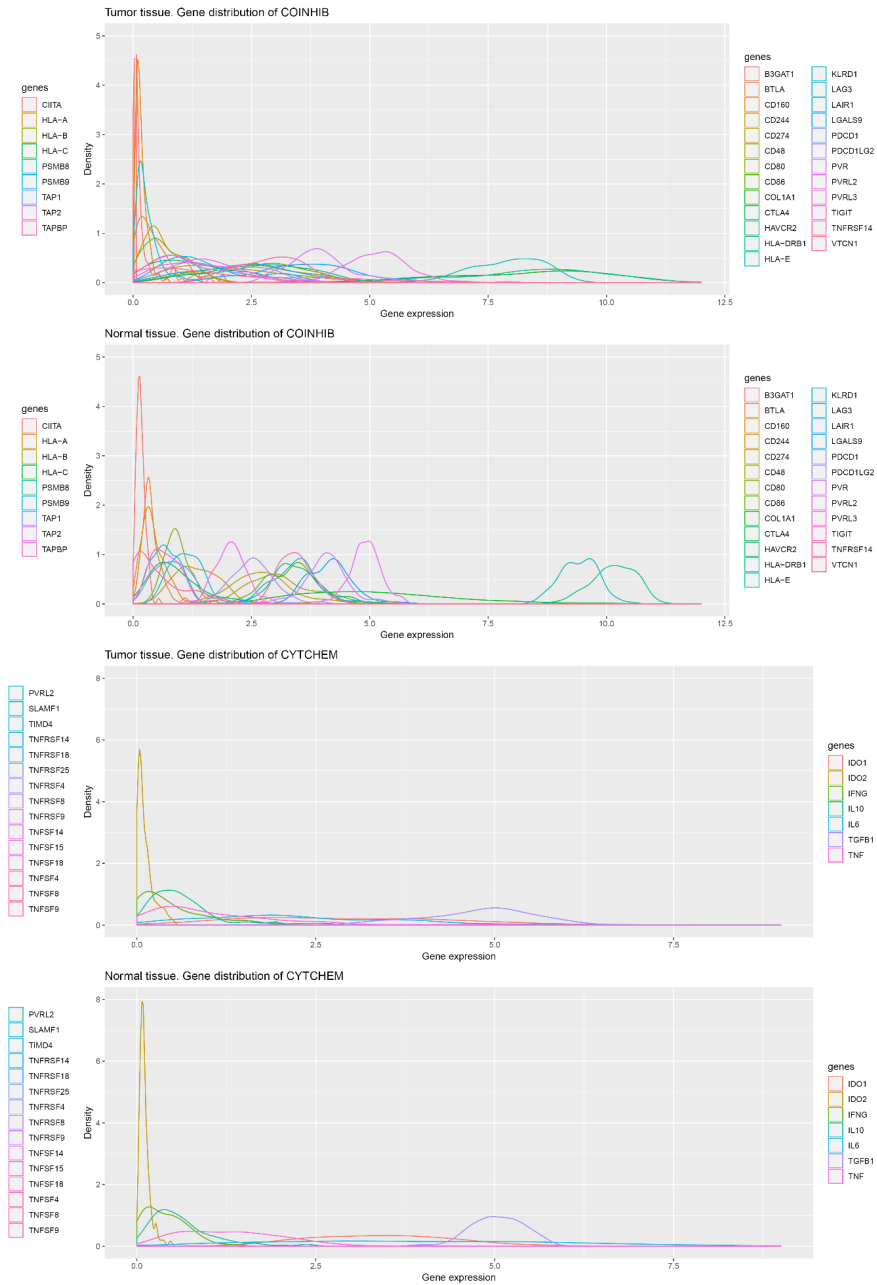 Tumor tissue. Gene distribution of COINHIB
genes
CIITA
HLA−A
HLA−B
HLA−C
PSMB8
PSMB9
TAP1
TAP2
TAPBP
5
4
3
2
1
0
Density
0.0 2.5 5.0 7.5 10.0 12.5
Gene expression
genes
B3GAT1
BTLA
CD160
CD244
CD274
CD48
CD80
CD86
COL1A1
CTLA4
HAVCR2
HLA−DRB1
HLA−E
KLRD1
LAG3
LAIR1
LGALS9
PDCD1
PDCD1LG2
PVR
PVRL2
PVRL3
TIGIT
TNFRSF14
VTCN1
Normal tissue. Gene distribution of COINHIB
genes
CIITA
HLA−A
HLA−B
HLA−C
PSMB8
PSMB9
TAP1
TAP2
TAPBP
5
4
3
2
1
0
Density
0.0 2.5 5.0 7.5 10.0 12.5
Gene expression
genes
B3GAT1
BTLA
CD160
CD244
CD274
CD48
CD80
CD86
COL1A1
CTLA4
HAVCR2
HLA−DRB1
HLA−E
KLRD1
LAG3
LAIR1
LGALS9
PDCD1
PDCD1LG2
PVR
PVRL2
PVRL3
TIGIT
TNFRSF14
VTCN1
Tumor tissue. Gene distribution of CYTCHEM
PVRL2
SLAMF1
TIMD4
TNFRSF14
TNFRSF18
TNFRSF25
TNFRSF4
TNFRSF8
TNFRSF9
TNFSF14
TNFSF15
TNFSF18
TNFSF4
TNFSF8
TNFSF9
8
6
4
2
0
Density
0.0 2.5 5.0 7.5
Gene expression
genes
IDO1
IDO2
IFNG
IL10
IL6
TGFB1
TNF
Normal tissue. Gene distribution of CYTCHEM
PVRL2
SLAMF1
TIMD4
TNFRSF14
TNFRSF18
TNFRSF25
TNFRSF4
TNFRSF8
TNFRSF9
TNFSF14
TNFSF15
TNFSF18
TNFSF4
TNFSF8
TNFSF9
8
6
4
2
0
Density
0.0 2.5 5.0 7.5
Gene expression
genes
IDO1
IDO2
IFNG
IL10
IL6
TGFB1
TNF